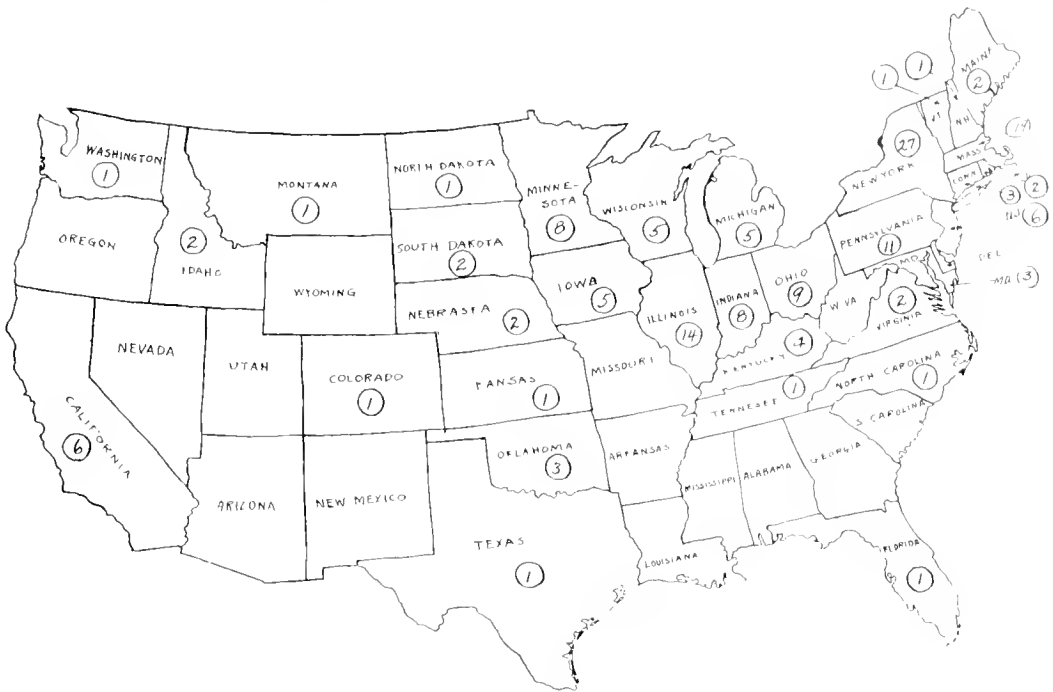 WASHINGTON
1
OREGON
IDAHO
2
MONTANA
1
WYOMING
NEVADA
UTAH
CALIFORNIA
6
ARIZONA
NEW MEXICO
COLORADO
1
NORTH DAKOTA
1
SOUTH DAKOTA
2
NEBRASKA
2
KANSAS
1
OKLAHOMA
3
TEXAS
1
MINNE-
SOTA
8
IOWA
5
MISSOURI
ARKANSAS
LOUISIANA
WISCONSIN
5
ILLINOIS
14
MICHIGAN
5
INDIANA
8
OHIO
9
KENTUCKY
TENNESEE
1
MISSISSIPPI
ALABAMA
GEORGIA
FLORIDA
1
S CAROLINA
NORTH CAROLINA
1
VIRGINIA
2
W VA
MD
PENNSYLVANIA
11
NEW YORK
27
1
1
VT
NH
MAINE
2
MASS
CONN
3
2
NJ 6
DEL
3